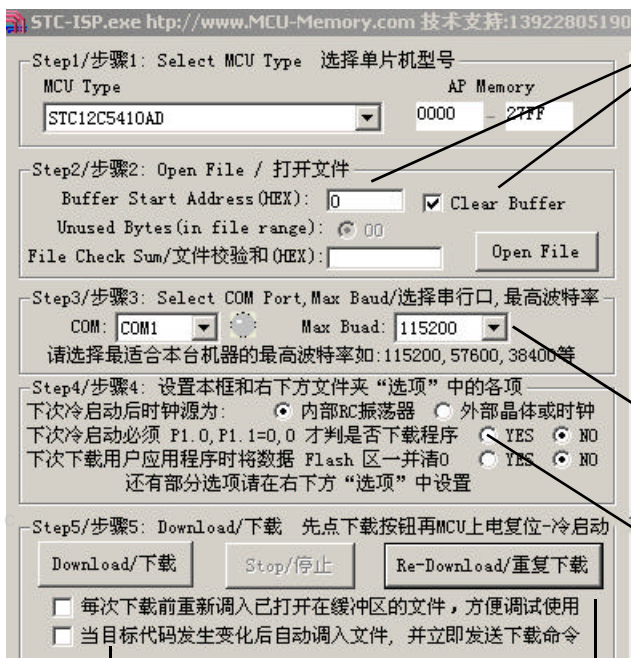 STC-ISP.exe htp://www.MCU-Memory.com 技术支持:13922805190
Step1/步骤1: Select MCU Type 选择单片机型号
MCU Type AP Memory
STC12C5410AD 0000 - 27FF
Step2/步骤2: Open File / 打开文件
Buffer Start Address(HEX): 0 Clear Buffer
Unused Bytes(in file range): 00
File Check Sum/文件校验和(HEX): Open File
Step3/步骤3: Select COM Port,Max Baud/选择串行口,最高波特率
COM: COM1 Max Buad: 115200
请选择最适合本台机器的最高波特率如:115200,57600,38400等
Step4/步骤4: 设置本框和右下方文件夹“选项”中的各项
下次冷启动后时钟源为: 内部RC振荡器 外部晶体或时钟
下次冷启动必须 P1.0,P1.1=0,0 才判是否下载程序 YES NO
下次下载用户应用程序时将数据 Flash 区一并清0 YES NO
还有部分选项请在右下方“选项”中设置
Step5/步骤5: Download/下载 先点下载按钮再MCU上电复位-冷启动
Download/下载 Stop/停止 Re-Download/重复下载
每次下载前重新调入已打开在缓冲区的文件，方便调试使用
当目标代码发生变化后自动调入文件, 并立即发送下载命令